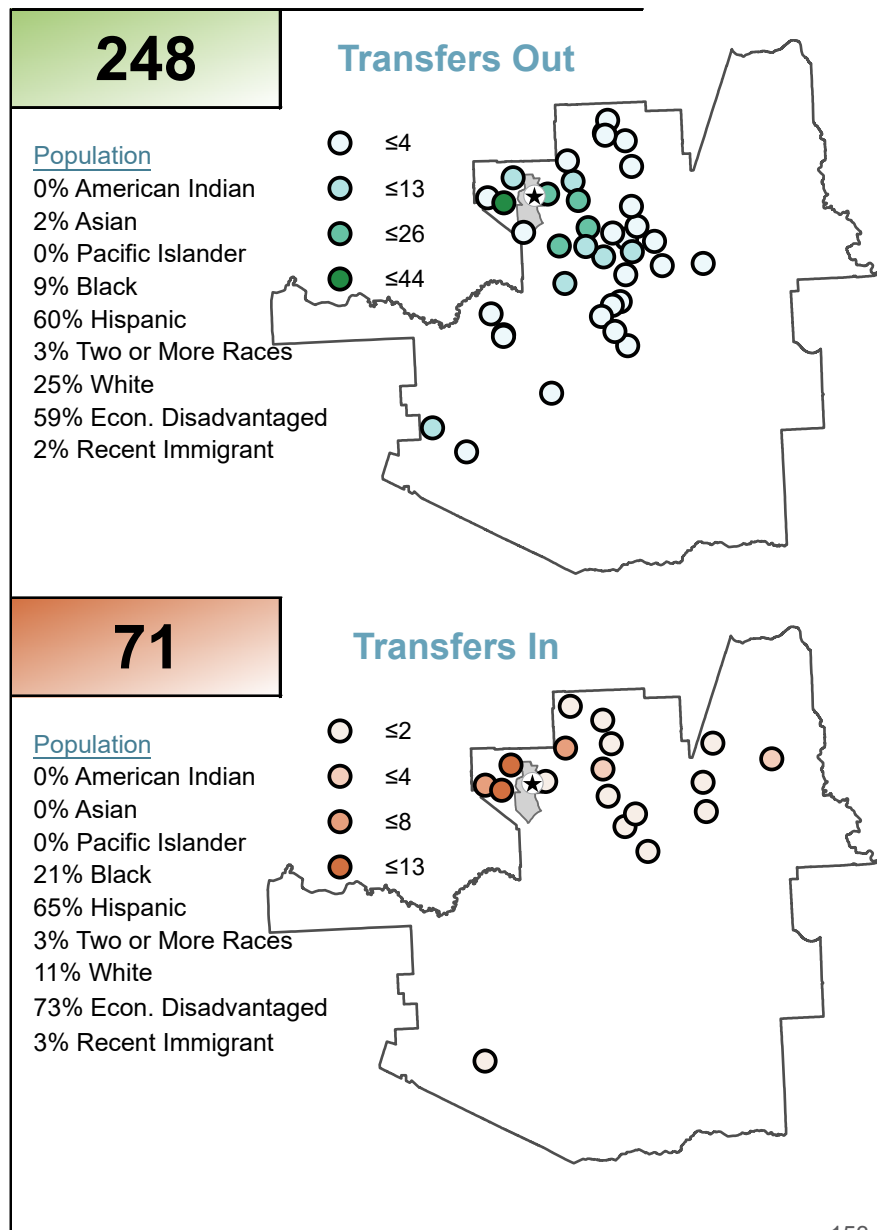 248
Transfers Out
Population
0% American Indian
2% Asian
0% Pacific Islander
9% Black
60% Hispanic
3% Two or More Races
25% White
59% Econ. Disadvantaged
2% Recent Immigrant
≤4
≤13
≤26
≤44
71
Transfers In
Population
0% American Indian
0% Asian
0% Pacific Islander
21% Black
65% Hispanic
3% Two or More Races
11% White
73% Econ. Disadvantaged
3% Recent Immigrant
≤2
≤4
≤8
≤13